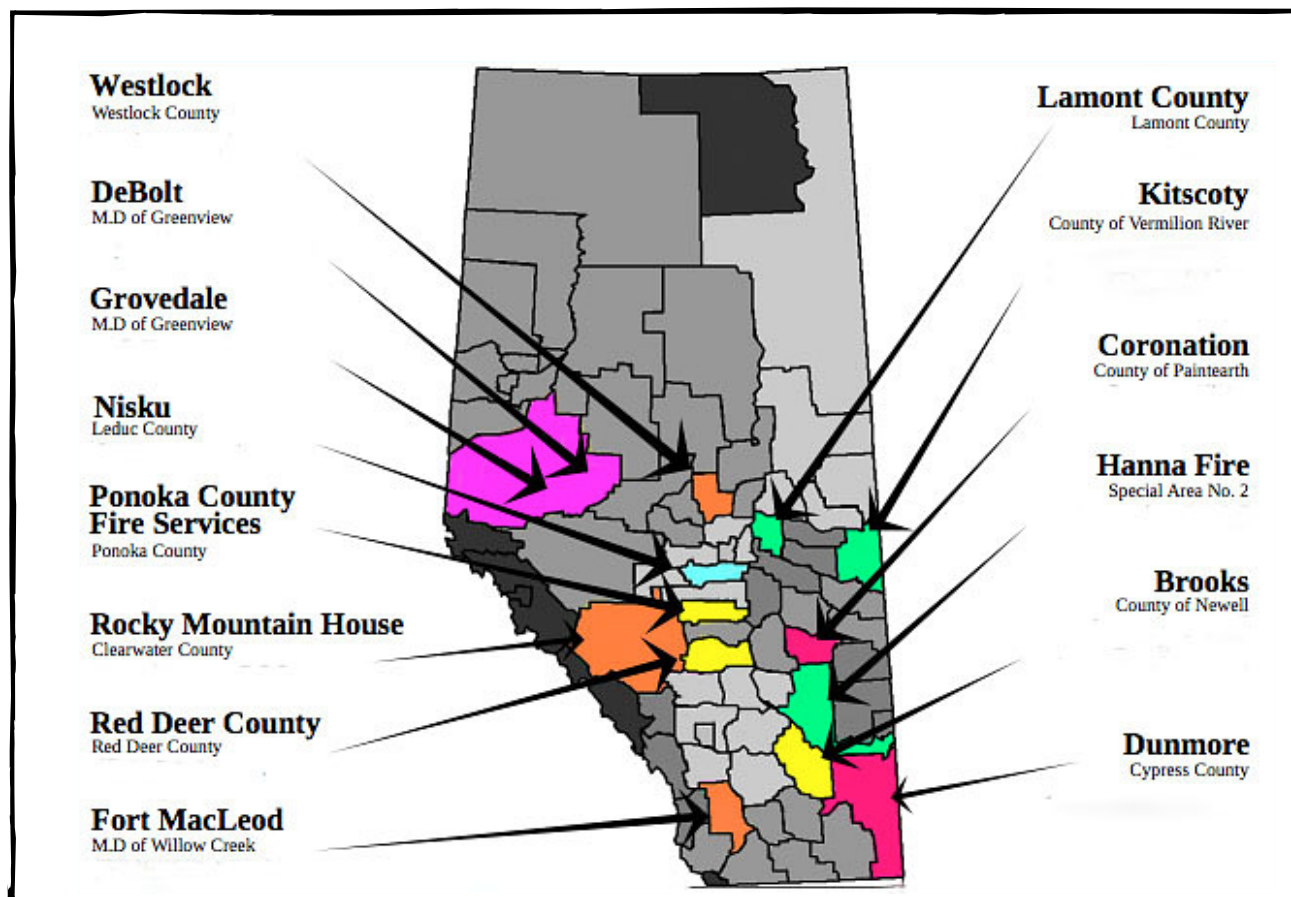 Westlock
Westlock County
DeBolt
M.D of Greenview
Grovedale
M.D of Greenview
Nisku
Leduc County
Ponoka County
Fire Services
Ponoka County
Rocky Mountain House
Clearwater County
Red Deer County
Red Deer County
Fort MacLeod
M.D of Willow Creek
Lamont County
Lamont County
Kitscoty
County of Vermilion River
Coronation
County of Paintearth
Hanna Fire
Special Area No. 2
Brooks
County of Newell
Dunmore
Cypress County